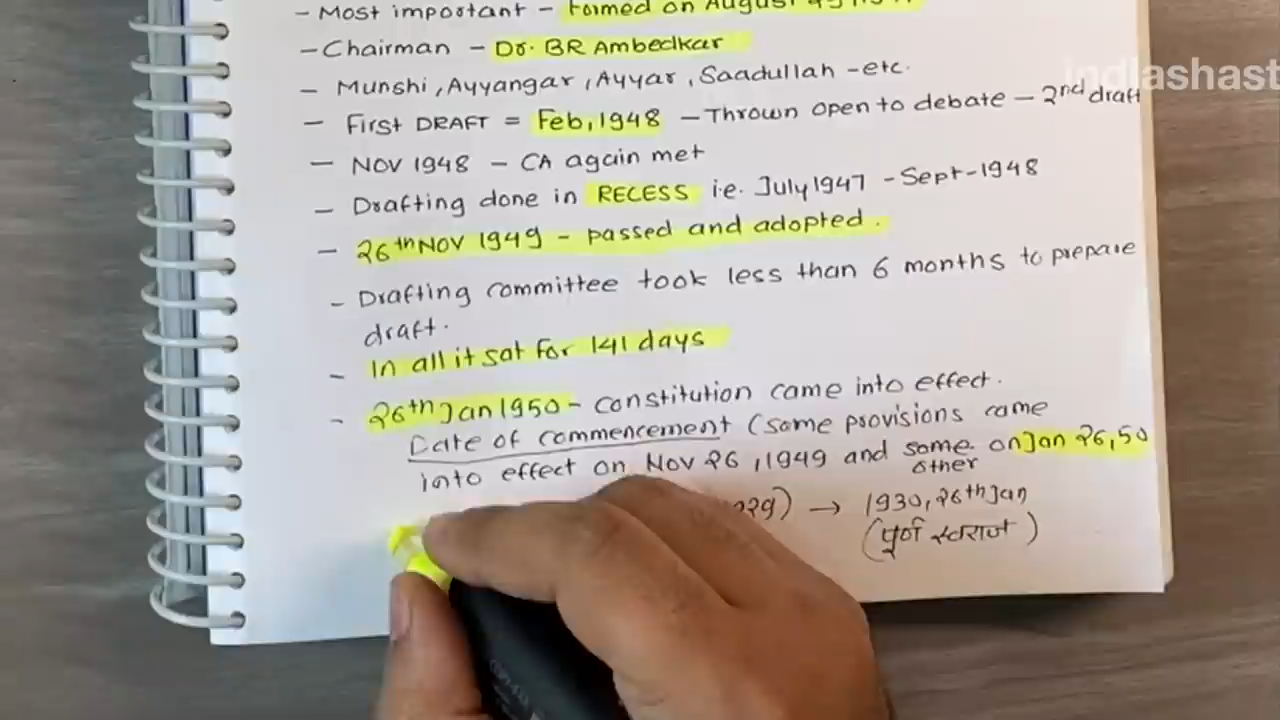 - Most important - Formed on August
indiashast
- Chairman - Dr. BR Ambedkar
- Munshi, Ayyangar, Ayyar, Saadullah - etc.
- First DRAFT = Feb, 1948 - Thrown open to debate - 2nd draft
- NOV 1948 - CA again met
- Drafting done in RECESS i.e. July 1947 - Sept-1948
- 26th NOV 1949 - passed and adopted.
- Drafting committee took less than 6 months to prepare
draft.
- In all it sat for 141 days
- 26th Jan 1950 - constitution came into effect.
Date of commencement (some provisions came
into effect on Nov 26, 1949 and some on Jan 26, 50
other
) → 1930, 26th Jan
(पूर्ण स्वराज)